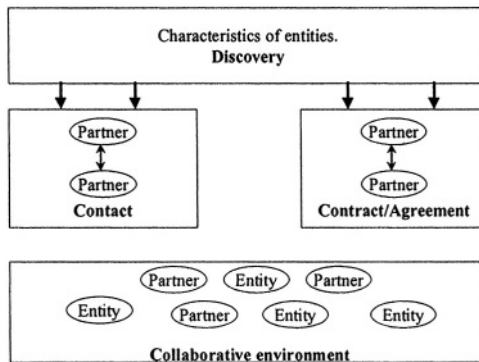 Characteristics of entities.
Discovery
Partner
Partner
Contact
Partner
Partner
Contract/Agreement
Partner Entity Partner
Entity Partner Entity Entity
Collaborative environment